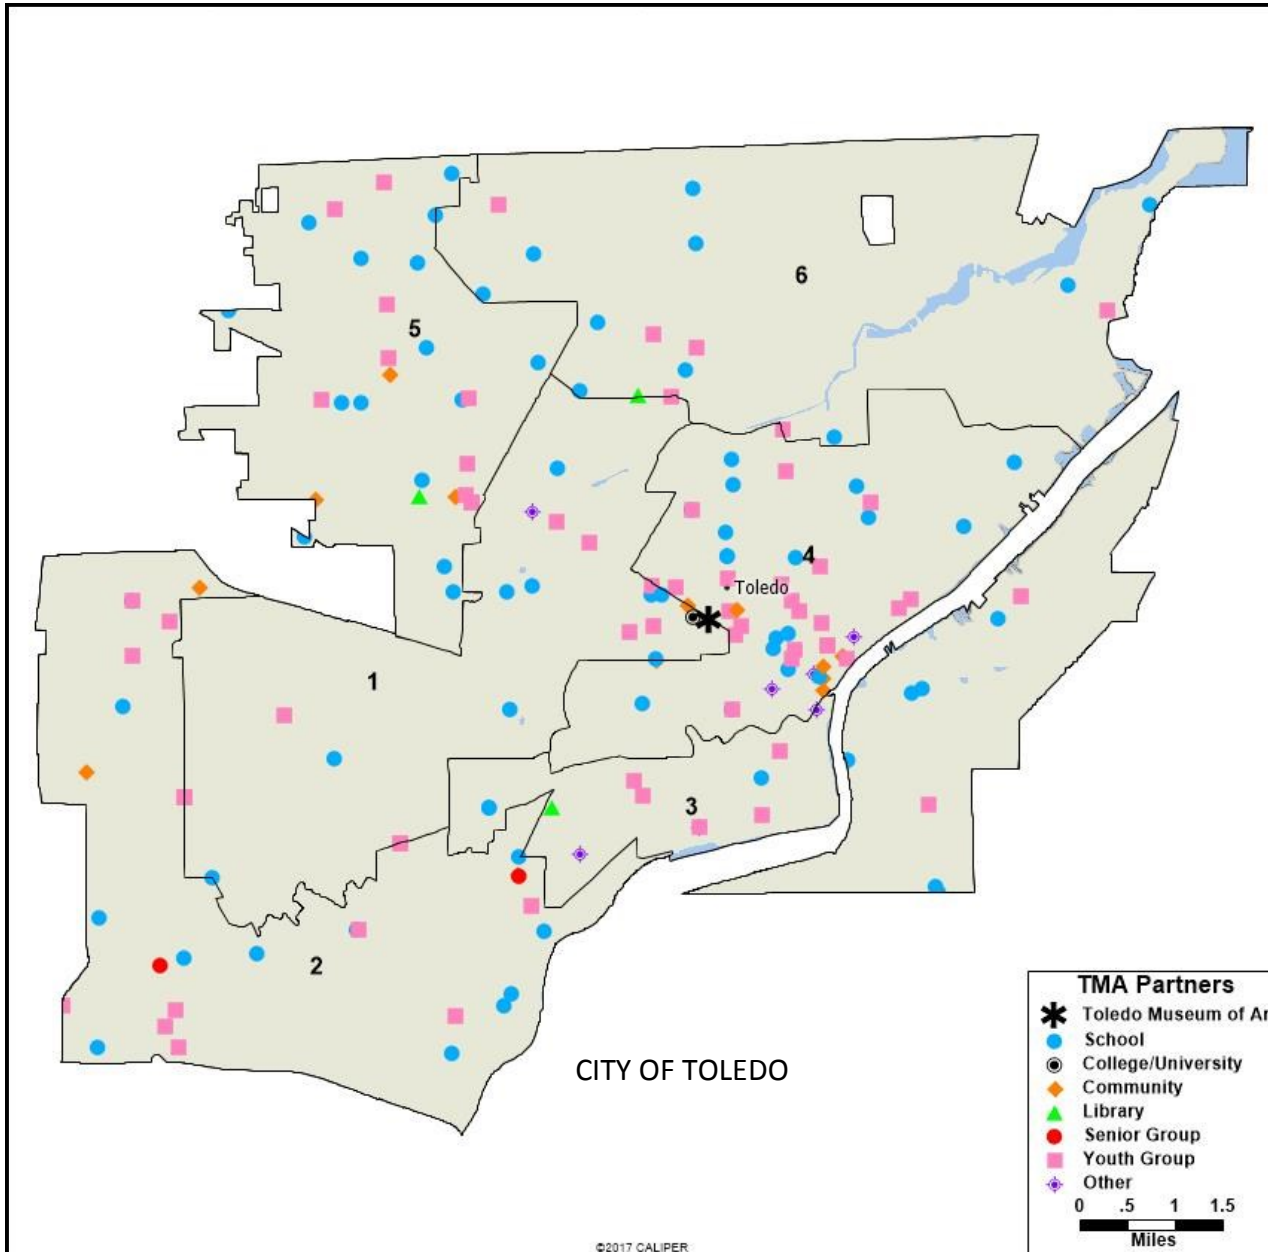 6
5
4
Toledo
1
3
2
CITY OF TOLEDO
TMA Partners
Toledo Museum of Ar
School
College/University
Community
Library
Senior Group
Youth Group
Other
0 .5 1 1.5
Miles
©2017 CALIPER